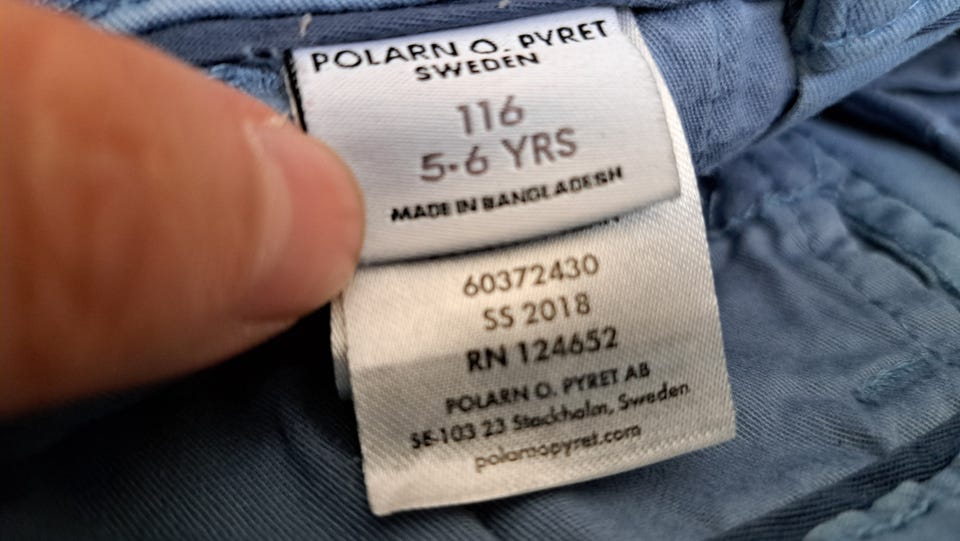 POLARN O. PYRET
SWEDEN
116
5-6 YRS
MADE IN BANGLADESH
60372430
SS 2018
RN 124652
POLARN O. PYRET AB
SE-103 23 Stockholm, Sweden
polarnopyret.com